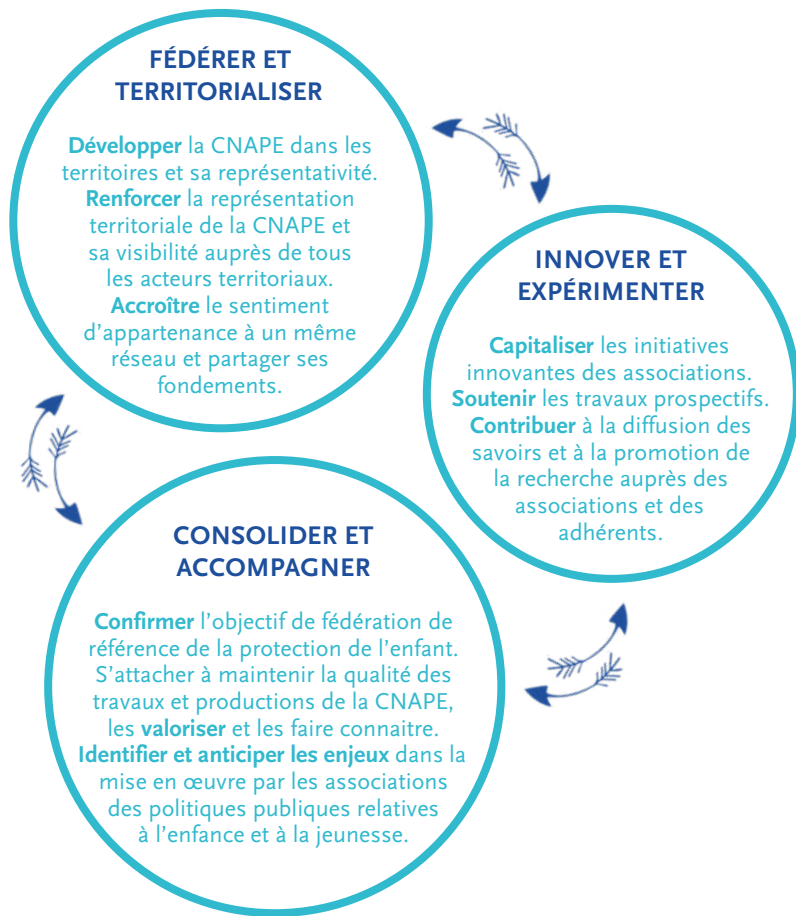 FÉDÉRER ET
TERRITORIALISER
Développer la CNAPE dans les
territoires et sa représentativité.
Renforcer la représentation
territoriale de la CNAPE et
sa visibilité auprès de tous
les acteurs territoriaux.
Accroître le sentiment
d’appartenance à un même
réseau et partager ses
fondements.
INNOVER ET
EXPÉRIMENTER
Capitaliser les initiatives
innovantes des associations.
Soutenir les travaux prospectifs.
Contribuer à la diffusion des
savoirs et à la promotion de
la recherche auprès des
associations et des
adhérents.
CONSOLIDER ET
ACCOMPAGNER
Confirmer l’objectif de fédération de
référence de la protection de l’enfant.
S’attacher à maintenir la qualité des
travaux et productions de la CNAPE,
les valoriser et les faire connaitre.
Identifier et anticiper les enjeux dans la
mise en œuvre par les associations
des politiques publiques relatives
à l’enfance et à la jeunesse.